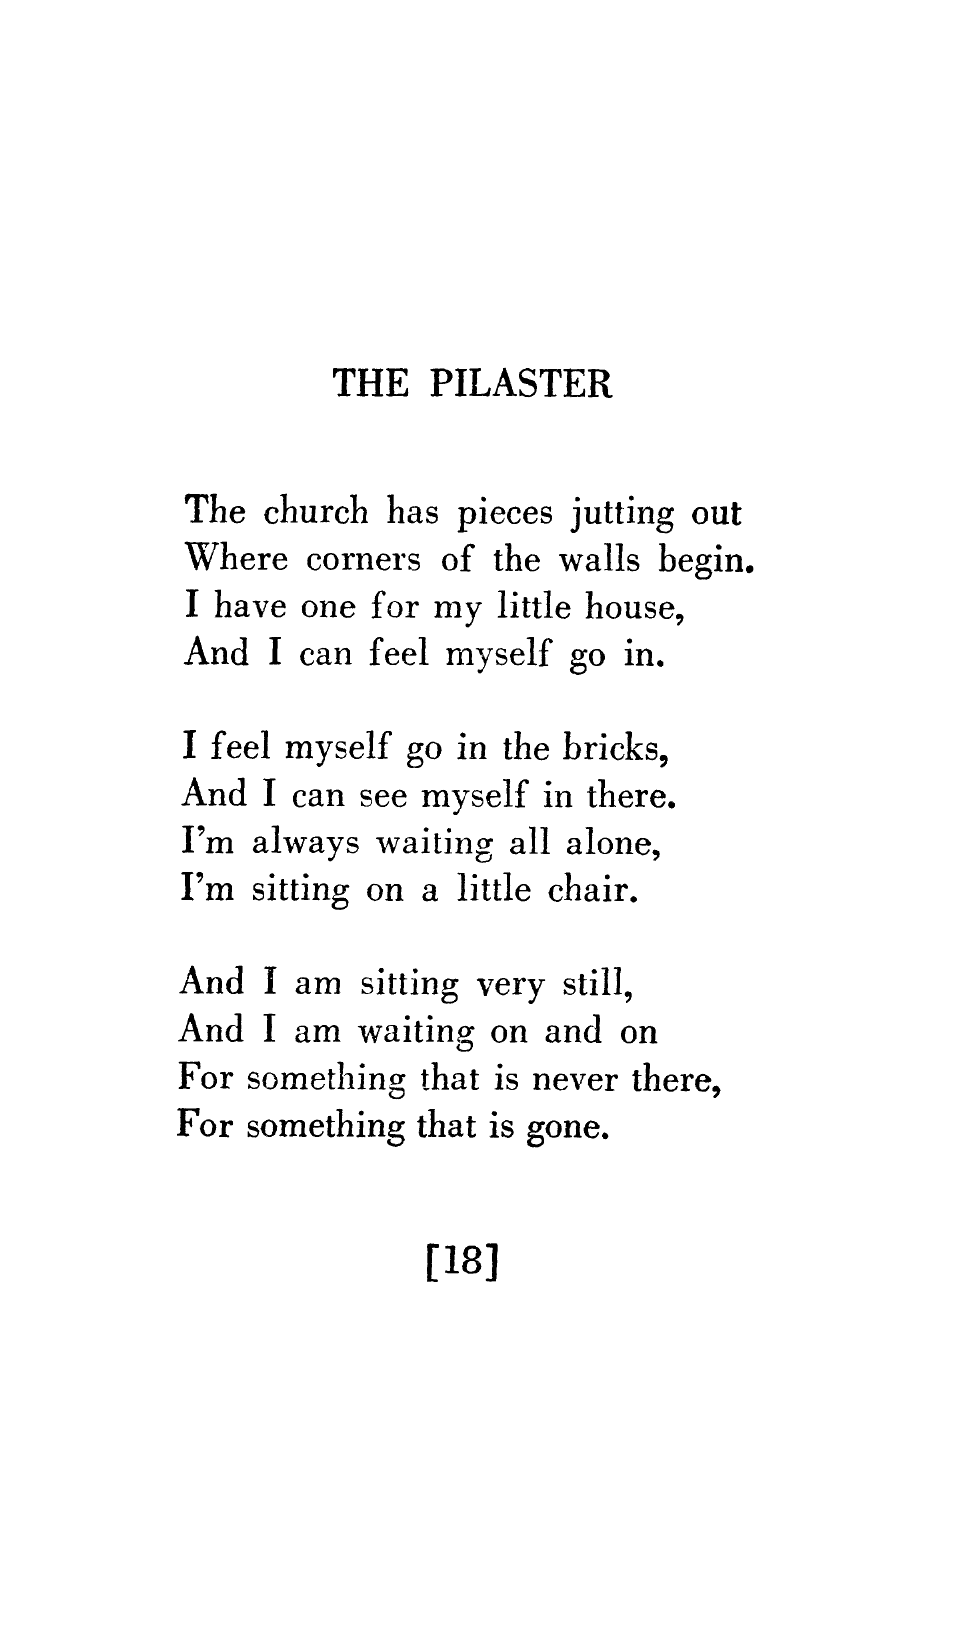 THE PILASTER
The church has pieces jutting out
Where corners of the walls begin.
I have one for my little house,
And I can feel myself go in.
I feel myself go in the bricks,
And I can see myself in there.
I'm always waiting all alone,
I'm sitting on a little chair.
And I am sitting very still,
And I am waiting on and on
For something that is never there,
For something that is gone.
[18]